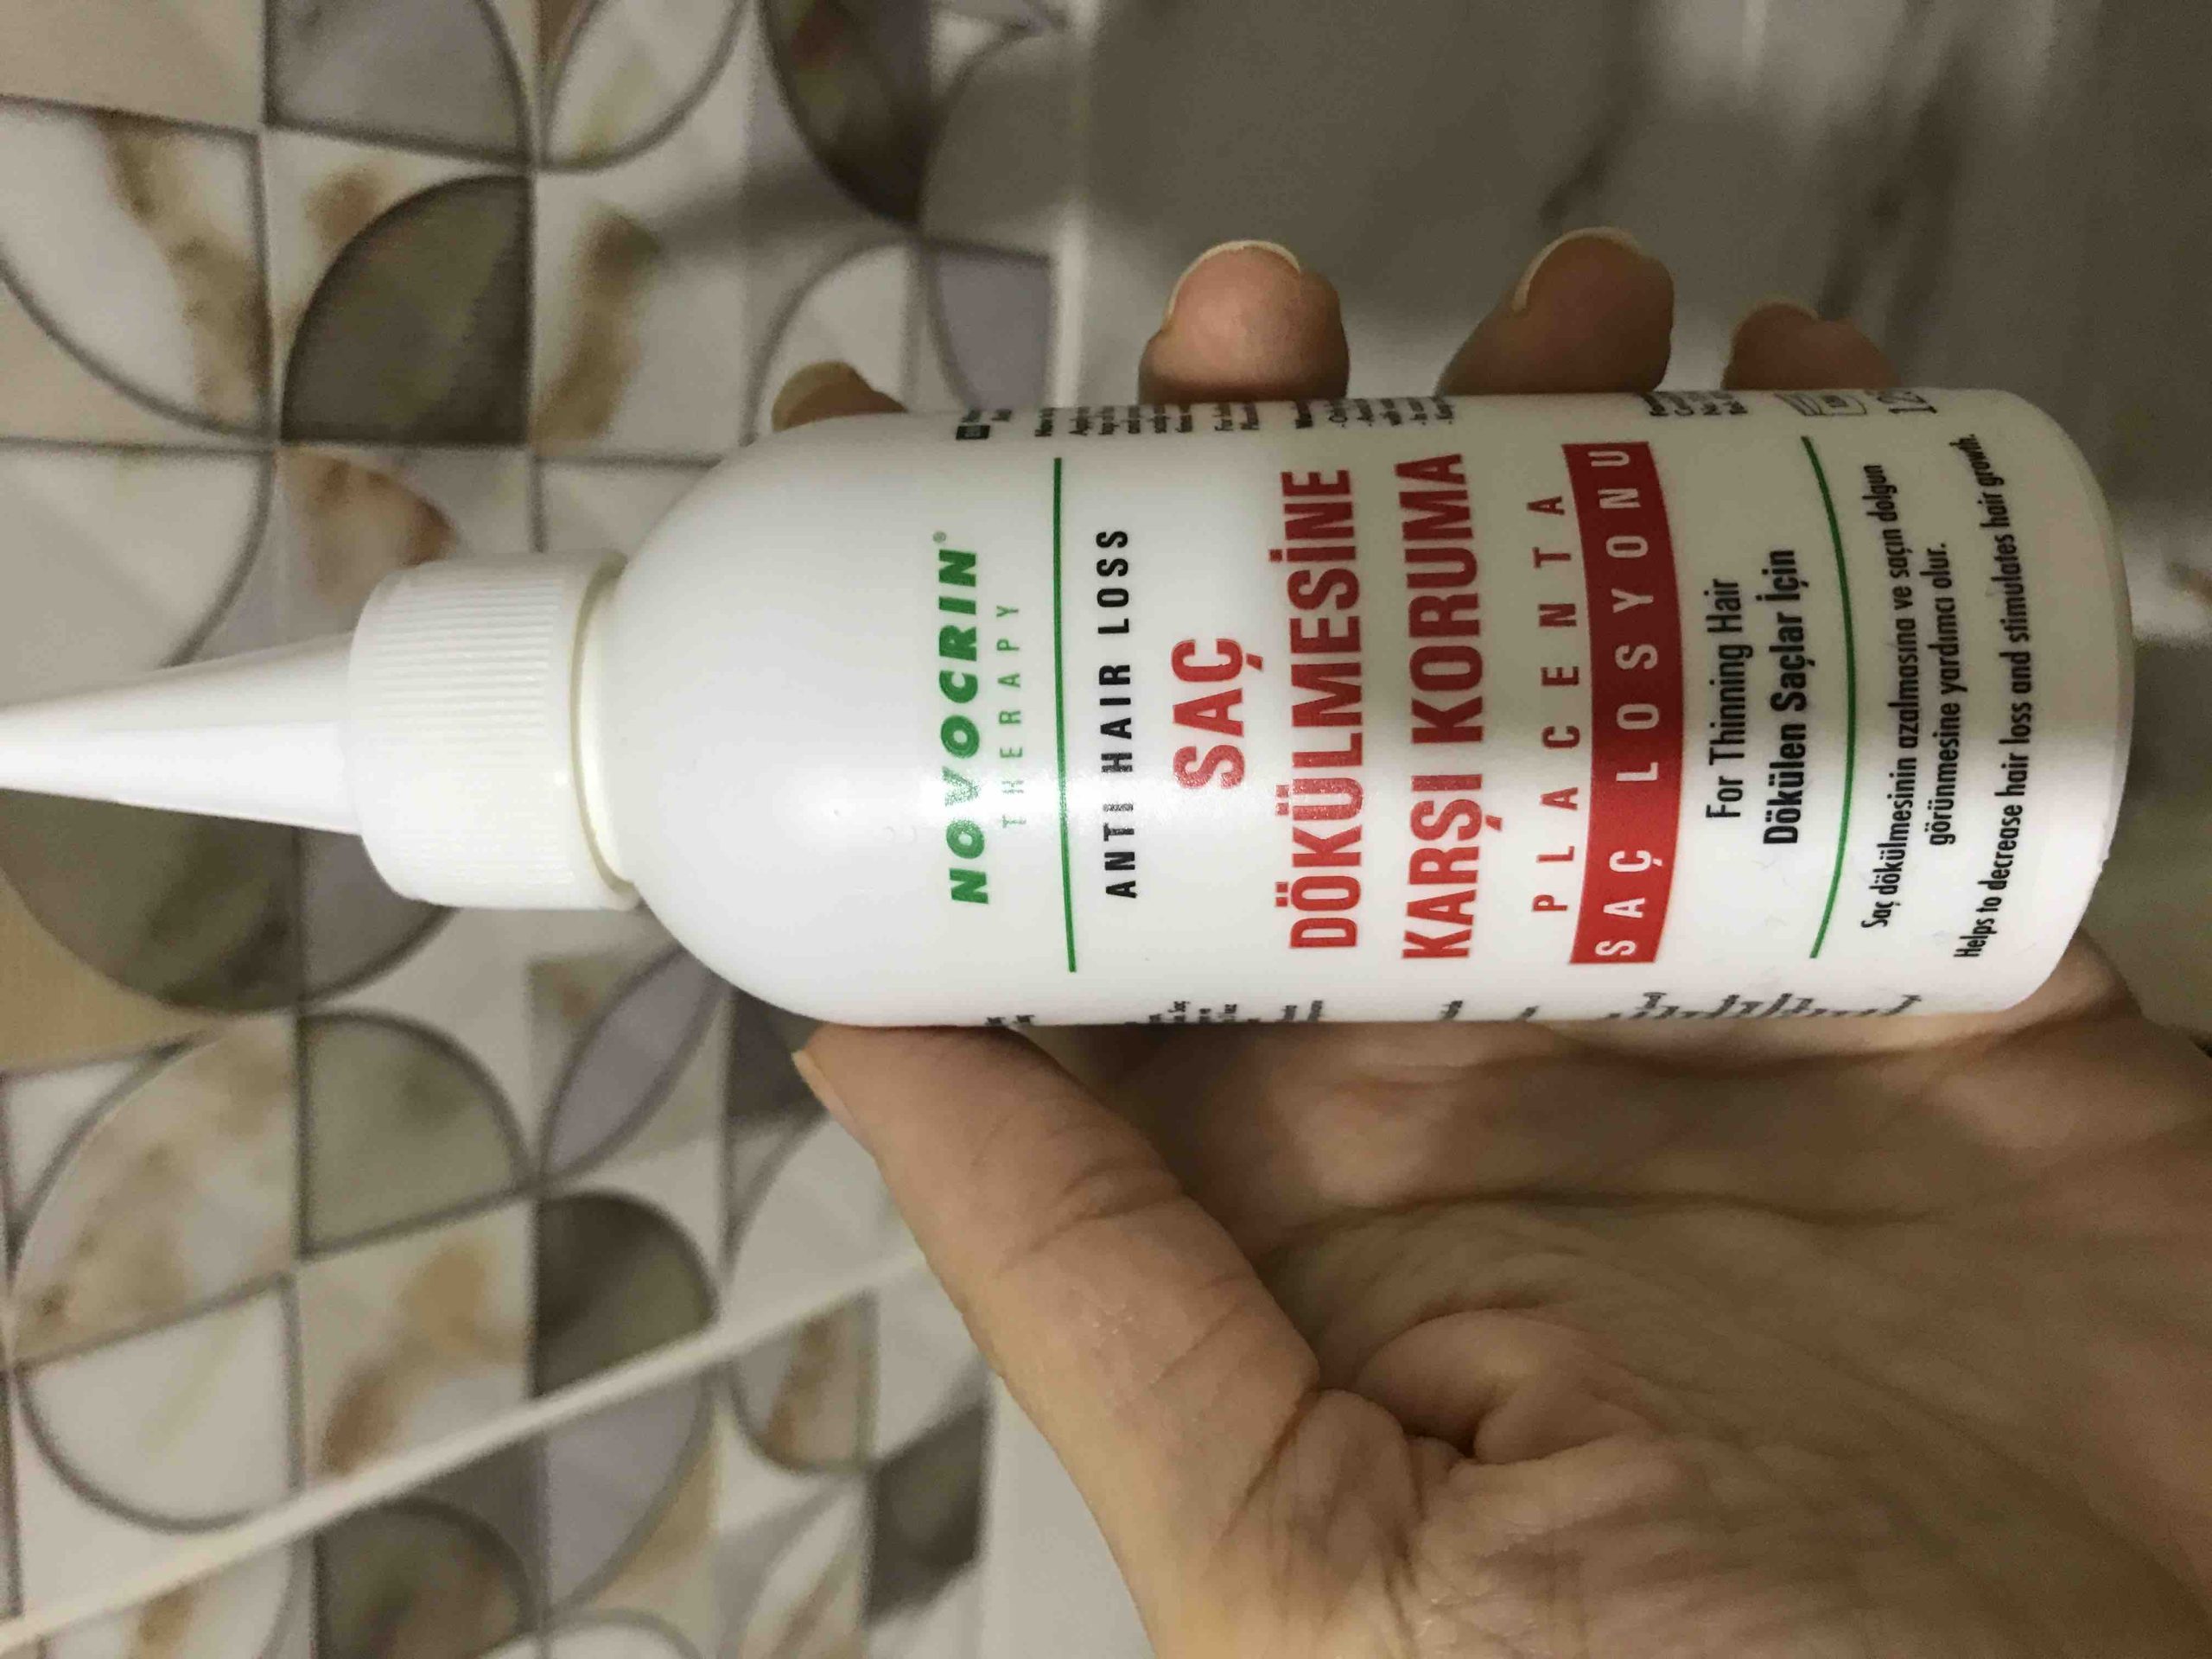 NOVOCRIN®
THERAPY
ANTI HAIR LOSS
SAÇ
DÖKÜLMESİNE
KARŞI KORUMA
PLACENTA
SAÇ LOSYONU
For Thinning Hair
Dökülen Saçlar İçin
Saç dökülmesinin azalmasına ve saçın dolgun
görünmesine yardımcı olur.
Helps to decrease hair loss and stimulates hair growth.